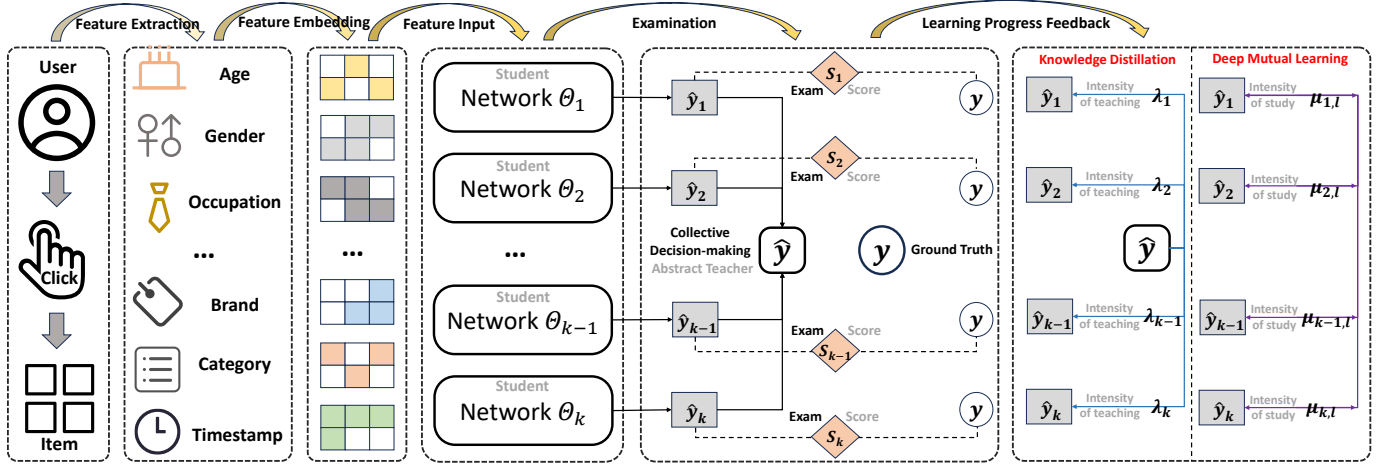 Feature Extraction
Feature Embedding
Feature Input
Examination
Learning Progress Feedback
User
Click
Item
Age
Gender
Occupation
...
Brand
Category
Timestamp
...
Student
Network Θ₁
Student
Network Θ₂
...
Student
Network Θₖ₋₁
Student
Network Θₖ
ŷ₁
Exam
S₁
Score
y
ŷ₂
Exam
S₂
Score
y
Collective
Decision-making
Abstract Teacher
ŷ
y
Ground Truth
ŷₖ₋₁
Exam
Sₖ₋₁
Score
y
ŷₖ
Exam
Sₖ
Score
y
Knowledge Distillation
ŷ₁
Intensity
of teaching
λ₁
ŷ₂
Intensity
of teaching
λ₂
ŷ
ŷₖ₋₁
Intensity
of teaching
λₖ₋₁
ŷₖ
Intensity
of teaching
λₖ
Deep Mutual Learning
ŷ₁
Intensity
of study
μ₁,ₗ
ŷ₂
Intensity
of study
μ₂,ₗ
ŷₖ₋₁
Intensity
of study
μₖ₋₁,ₗ
ŷₖ
Intensity
of study
μₖ,ₗ